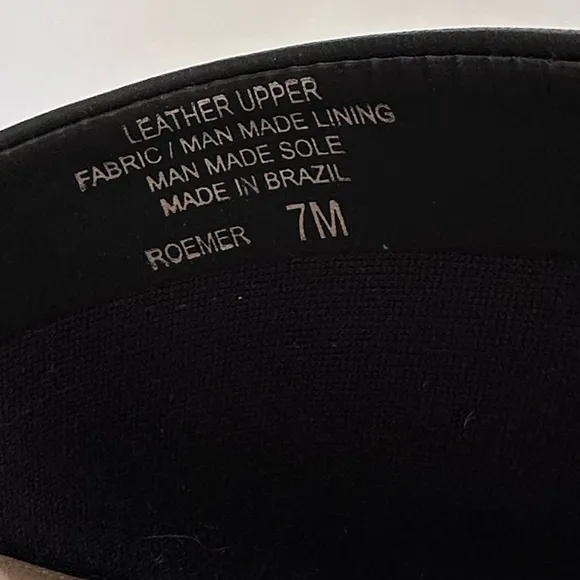 LEATHER UPPER
FABRIC / MAN MADE LINING
MAN MADE SOLE
MADE IN BRAZIL
ROEMER 7M